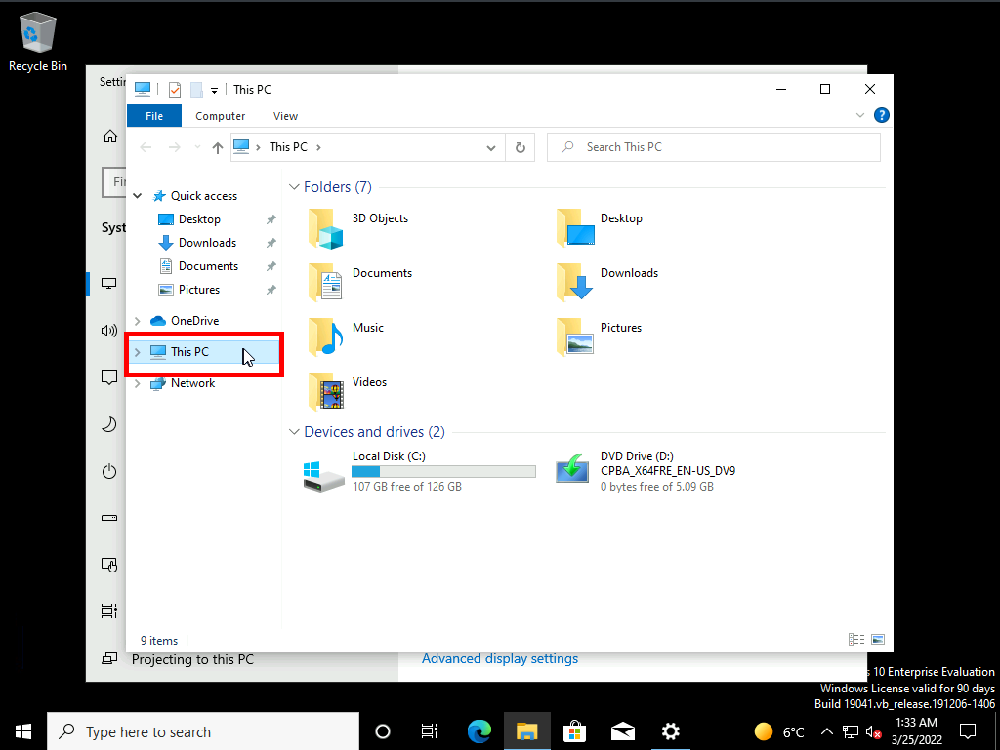 Recycle Bin
Settin
This PC
File
Computer
View
?
This PC
Search This PC
Fin
Syst
Quick access
Desktop
Downloads
Documents
Pictures
OneDrive
This PC
Network
Folders (7)
3D Objects
Desktop
Documents
Downloads
Music
Pictures
Videos
Devices and drives (2)
Local Disk (C:)
107 GB free of 126 GB
DVD Drive (D:)
CPBA_X64FRE_EN-US_DV9
0 bytes free of 5.09 GB
9 items
Projecting to this PC
Advanced display settings
s 10 Enterprise Evaluation
Windows License valid for 90 days
Build 19041.vb_release.191206-1406
Type here to search
6°C
1:33 AM
3/25/2022